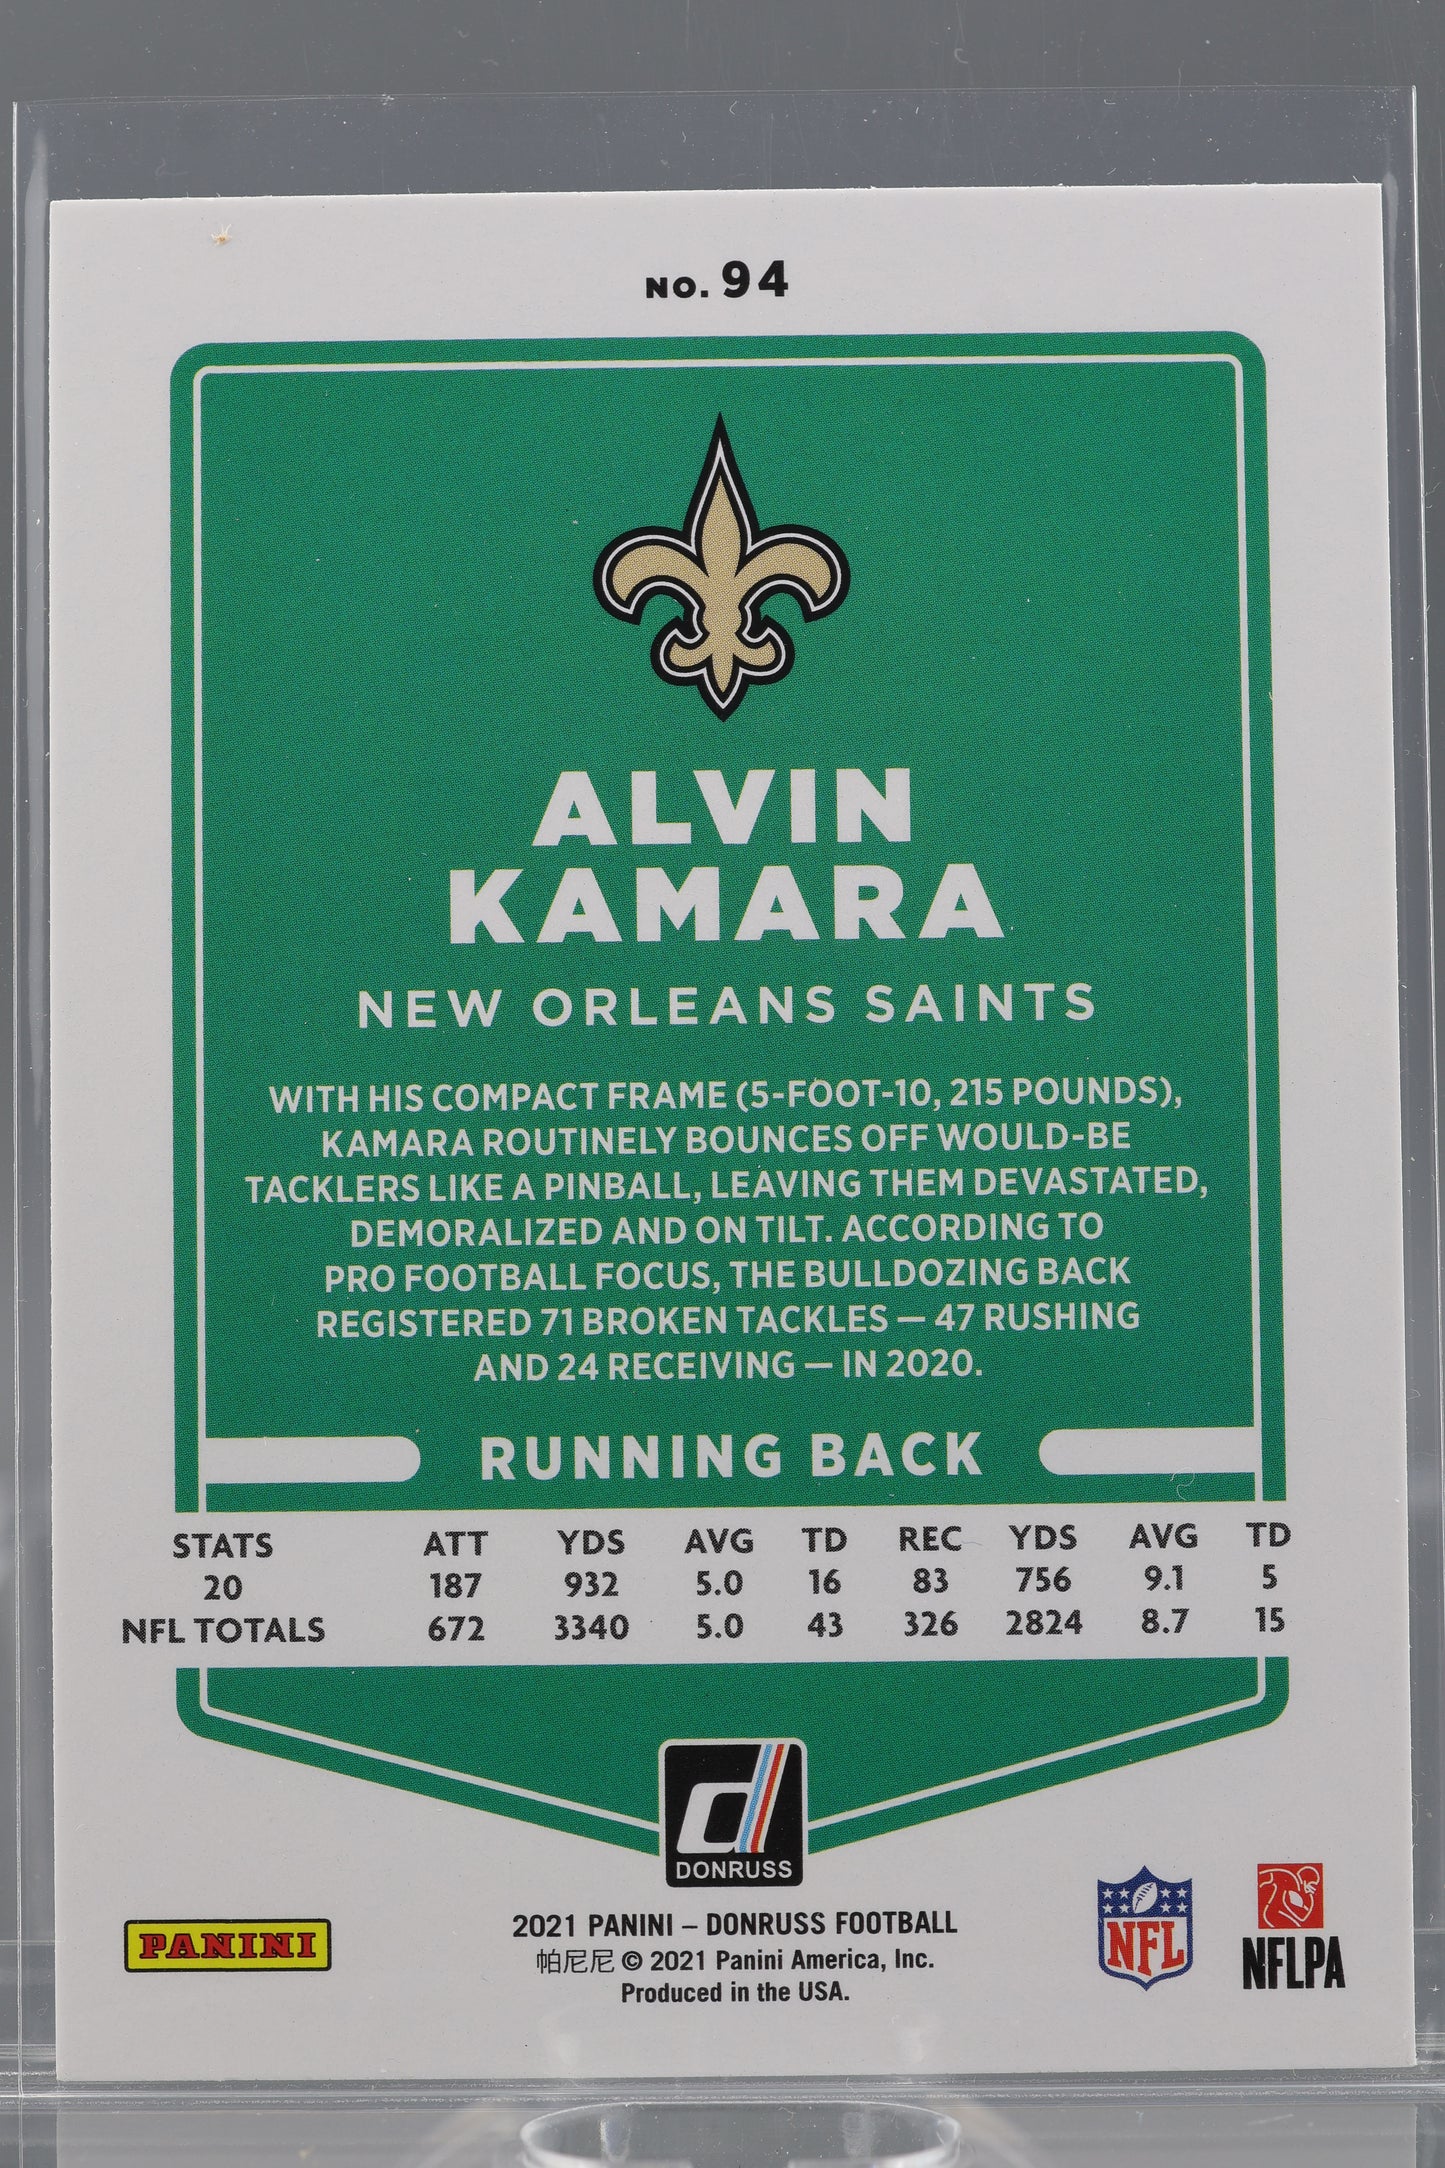 NO. 94
ALVIN
KAMARA
NEW ORLEANS SAINTS
WITH HIS COMPACT FRAME (5-FOOT-10, 215 POUNDS),
KAMARA ROUTINELY BOUNCES OFF WOULD-BE
TACKLERS LIKE A PINBALL, LEAVING THEM DEVASTATED,
DEMORALIZED AND ON TILT. ACCORDING TO
PRO FOOTBALL FOCUS, THE BULLDOZING BACK
REGISTERED 71 BROKEN TACKLES — 47 RUSHING
AND 24 RECEIVING — IN 2020.
RUNNING BACK
STATS ATT YDS AVG TD REC YDS AVG TD
20 187 932 5.0 16 83 756 9.1 5
NFL TOTALS 672 3340 5.0 43 326 2824 8.7 15
d
DONRUSS
PANINI
2021 PANINI – DONRUSS FOOTBALL
帕尼尼 © 2021 Panini America, Inc.
Produced in the USA.
NFL
NFLPA